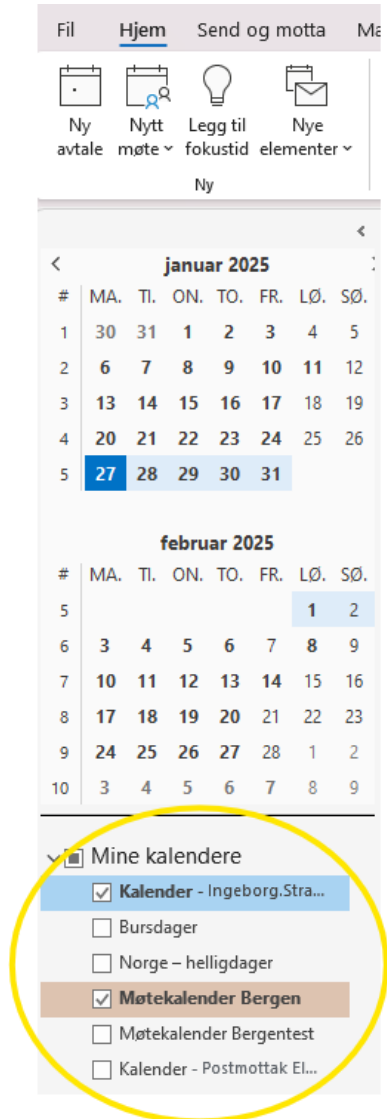 Fil Hjem Send og motta
Ny avtale Nytt møte Legg til fokustid Nye elementer
Ny
januar 2025
# MA. TI. ON. TO. FR. LØ. SØ.
1 30 31 1 2 3 4 5
2 6 7 8 9 10 11 12
3 13 14 15 16 17 18 19
4 20 21 22 23 24 25 26
5 27 28 29 30 31
februar 2025
# MA. TI. ON. TO. FR. LØ. SØ.
5 1 2
6 3 4 5 6 7 8 9
7 10 11 12 13 14 15 16
8 17 18 19 20 21 22 23
9 24 25 26 27 28 1 2
10 3 4 5 6 7 8 9
Mine kalendere
Kalender - Ingeborg.Stra...
Bursdager
Norge – helligdager
Møtekalender Bergen
Møtekalender Bergentest
Kalender - Postmottak El...